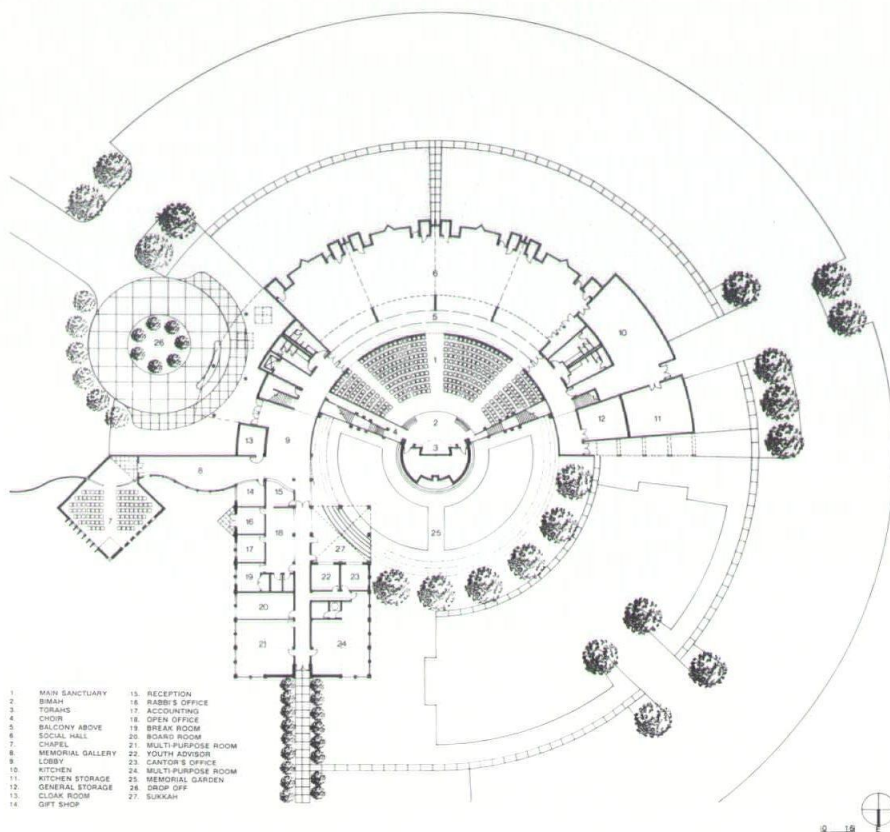 6
10
5
26
1
2
11
12
4
13
9
3
8
14
15
7
16
18
25
17
27
19
22
23
20
21
24
1. MAIN SANCTUARY
2. BIMAH
3. TORAHS
4. CHOIR
5. BALCONY ABOVE
6. SOCIAL HALL
7. CHAPEL
8. MEMORIAL GALLERY
9. LOBBY
10. KITCHEN
11. KITCHEN STORAGE
12. GENERAL STORAGE
13. CLOAK ROOM
14. GIFT SHOP
15. RECEPTION
16. RABBI'S OFFICE
17. ACCOUNTING
18. OPEN OFFICE
19. BREAK ROOM
20. BOARD ROOM
21. MULTI-PURPOSE ROOM
22. YOUTH ADVISOR
23. CANTOR'S OFFICE
24. MULTI-PURPOSE ROOM
25. MEMORIAL GARDEN
26. DROP OFF
27. SUKKAH
0 16